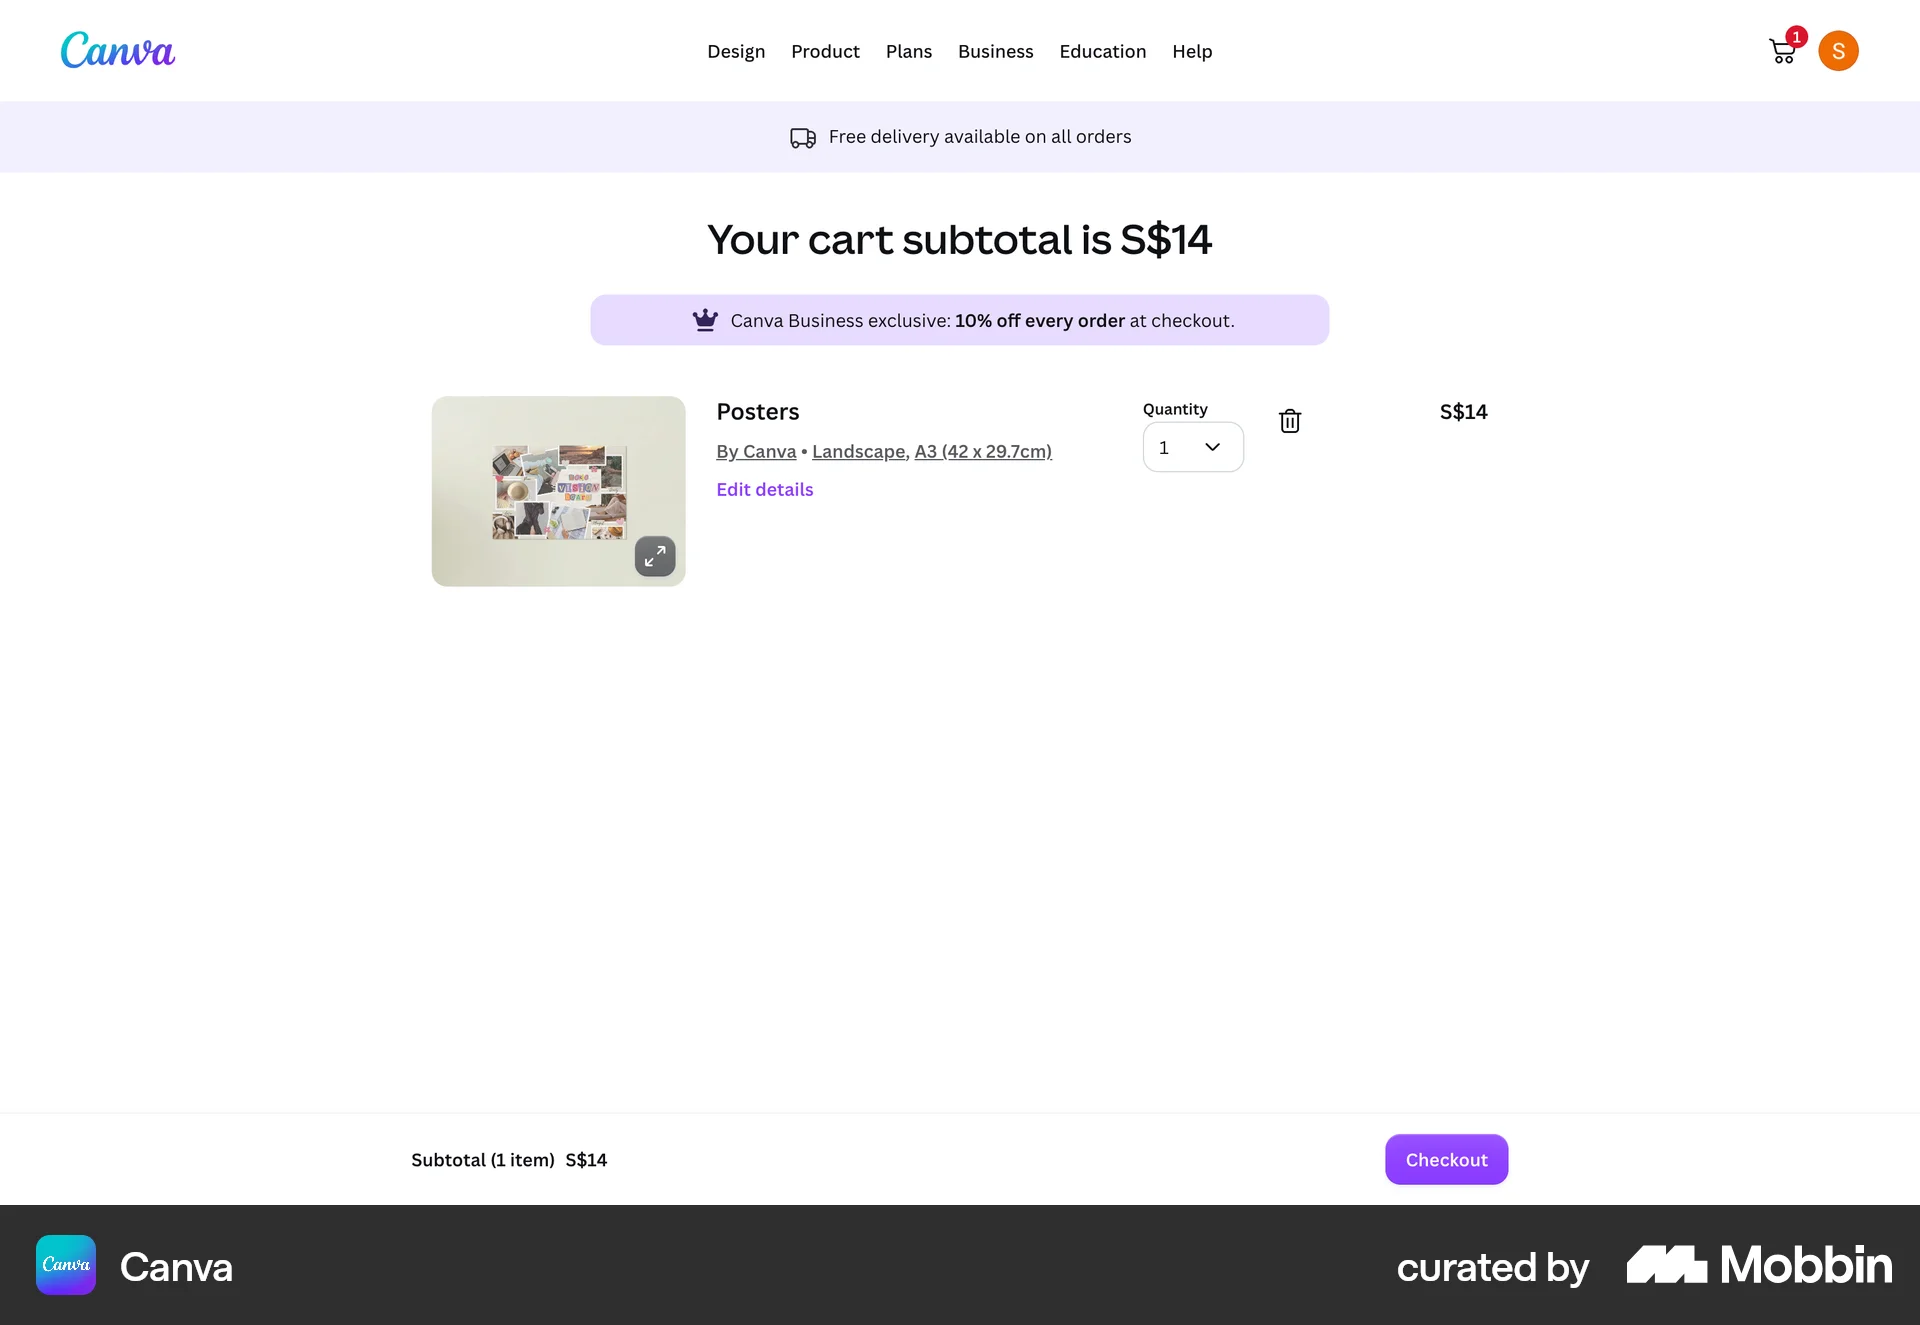 Canva
Design Product Plans Business Education Help
1
S
Free delivery available on all orders
Your cart subtotal is S$14
Canva Business exclusive: 10% off every order at checkout.
Posters
By Canva • Landscape, A3 (42 x 29.7cm)
Edit details
Quantity
1
S$14
VISION
BOARD
Subtotal (1 item) S$14
Checkout
Canva
Canva
curated by Mobbin